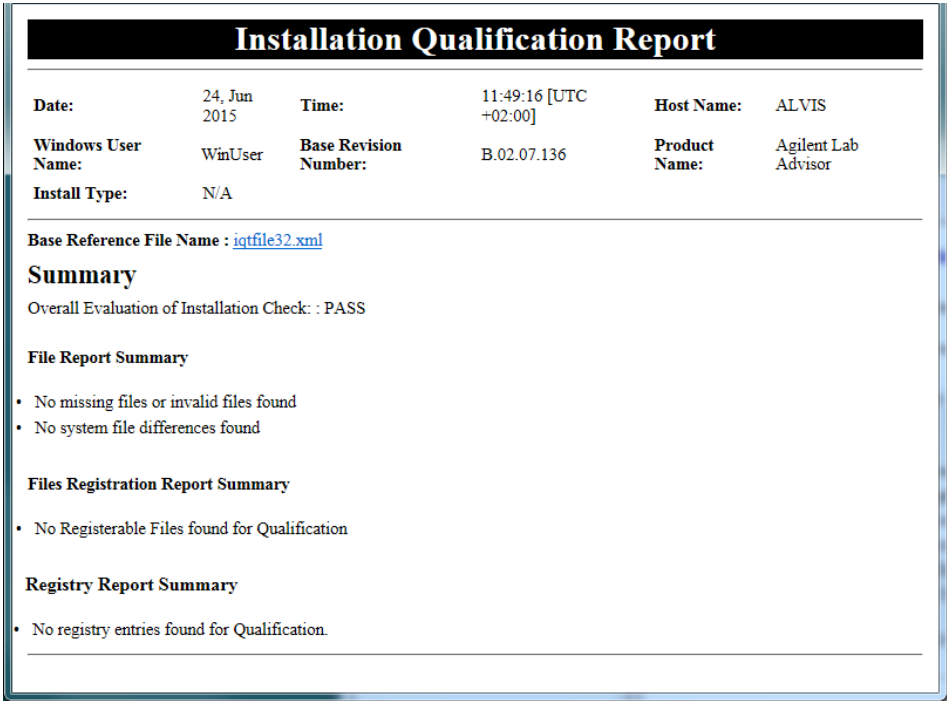 Installation Qualification Report
Date: 24, Jun 2015 Time: 11:49:16 [UTC +02:00] Host Name: ALVIS
Windows User Name: WinUser Base Revision Number: B.02.07.136 Product Name: Agilent Lab Advisor
Install Type: N/A
Base Reference File Name : iqtfile32.xml
Summary
Overall Evaluation of Installation Check: : PASS
File Report Summary
• No missing files or invalid files found
• No system file differences found
Files Registration Report Summary
• No Registerable Files found for Qualification
Registry Report Summary
• No registry entries found for Qualification.